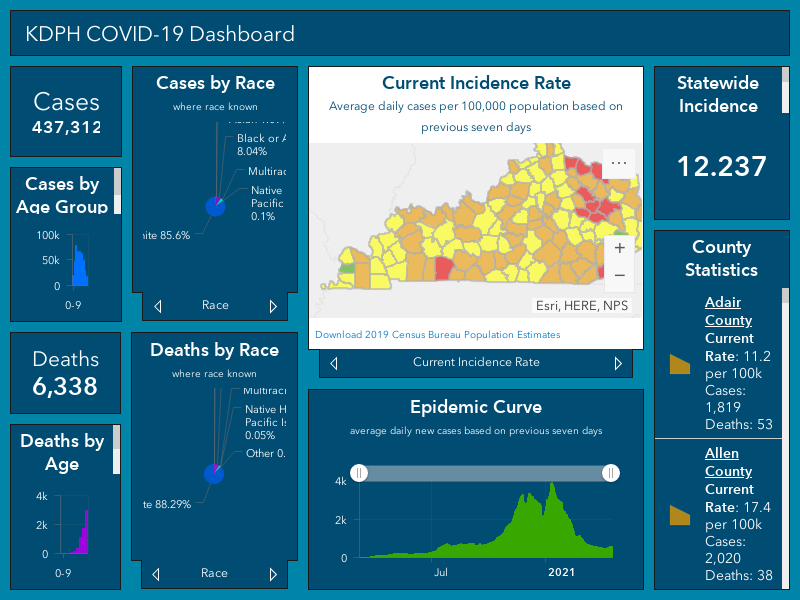 KDPH COVID-19 Dashboard
Cases
437,312
Cases by
Age Group
100k
50k
0
0-9
Deaths
6,338
Deaths by
Age
4k
2k
0
0-9
Cases by Race
where race known
Black or A
8.04%
Multirac
Native
Pacific
0.1%
ite 85.6%
Race
Deaths by Race
where race known
Multirac
Native H
Pacific Is
0.05%
Other 0.
te 88.29%
Race
Current Incidence Rate
Average daily cases per 100,000 population based on
previous seven days
+
−
Esri, HERE, NPS
Download 2019 Census Bureau Population Estimates
Current Incidence Rate
Epidemic Curve
average daily new cases based on previous seven days
4k
2k
0
Jul
2021
Statewide
Incidence
12.237
County
Statistics
Adair
County
Current
Rate: 11.2
per 100k
Cases:
1,819
Deaths: 53
Allen
County
Current
Rate: 17.4
per 100k
Cases:
2,020
Deaths: 38